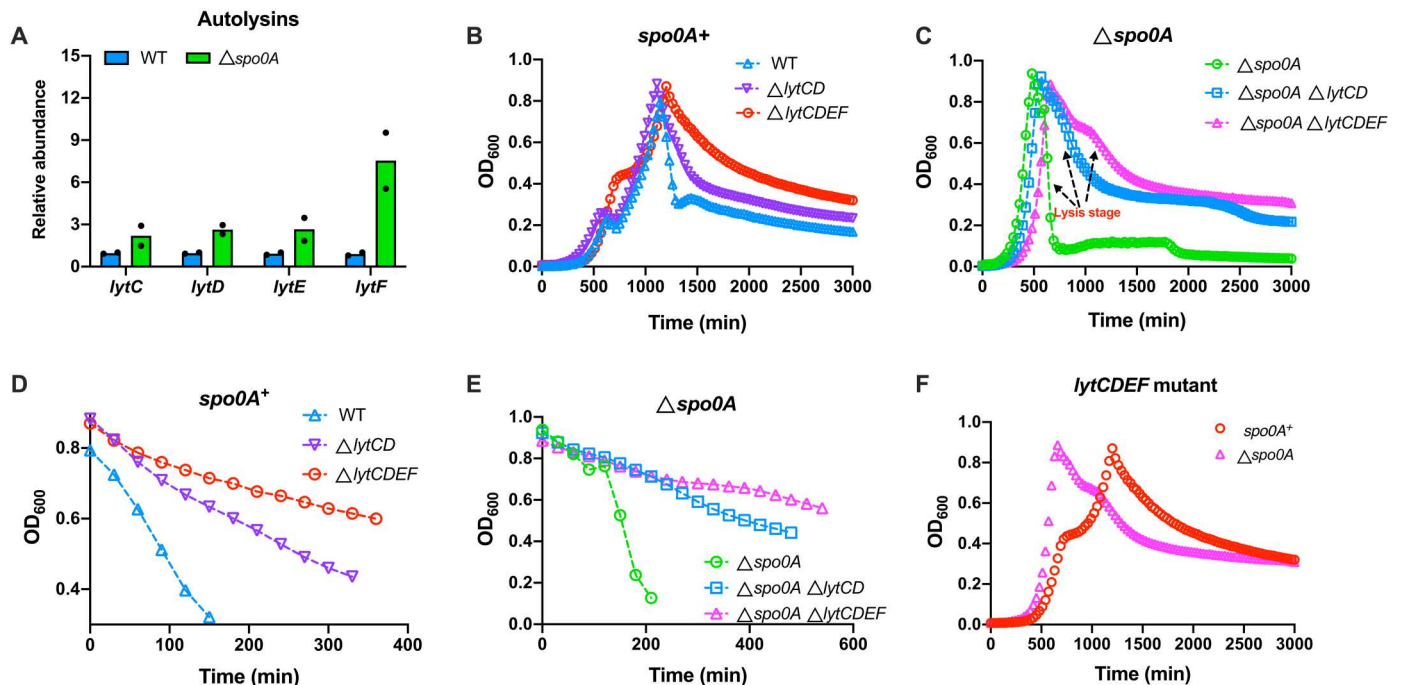 A
Autolysins
WT
△spo0A
Relative abundance
15
12
9
6
3
0
lytC
lytD
lytE
lytF
B
spo0A+
WT
△lytCD
△lytCDEF
OD600
1.0
0.8
0.6
0.4
0.2
0.0
0
500
1000
1500
2000
2500
3000
Time (min)
C
△spo0A
△spo0A
△spo0A △lytCD
△spo0A △lytCDEF
Lysis stage
OD600
1.0
0.8
0.6
0.4
0.2
0.0
0
500
1000
1500
2000
2500
3000
Time (min)
D
spo0A+
WT
△lytCD
△lytCDEF
OD600
0.8
0.6
0.4
0
100
200
300
400
Time (min)
E
△spo0A
OD600
1.0
0.8
0.6
0.4
0.2
0.0
△spo0A
△spo0A △lytCD
△spo0A △lytCDEF
0
200
400
600
Time (min)
F
lytCDEF mutant
spo0A+
△spo0A
OD600
1.0
0.8
0.6
0.4
0.2
0.0
0
500
1000
1500
2000
2500
3000
Time (min)